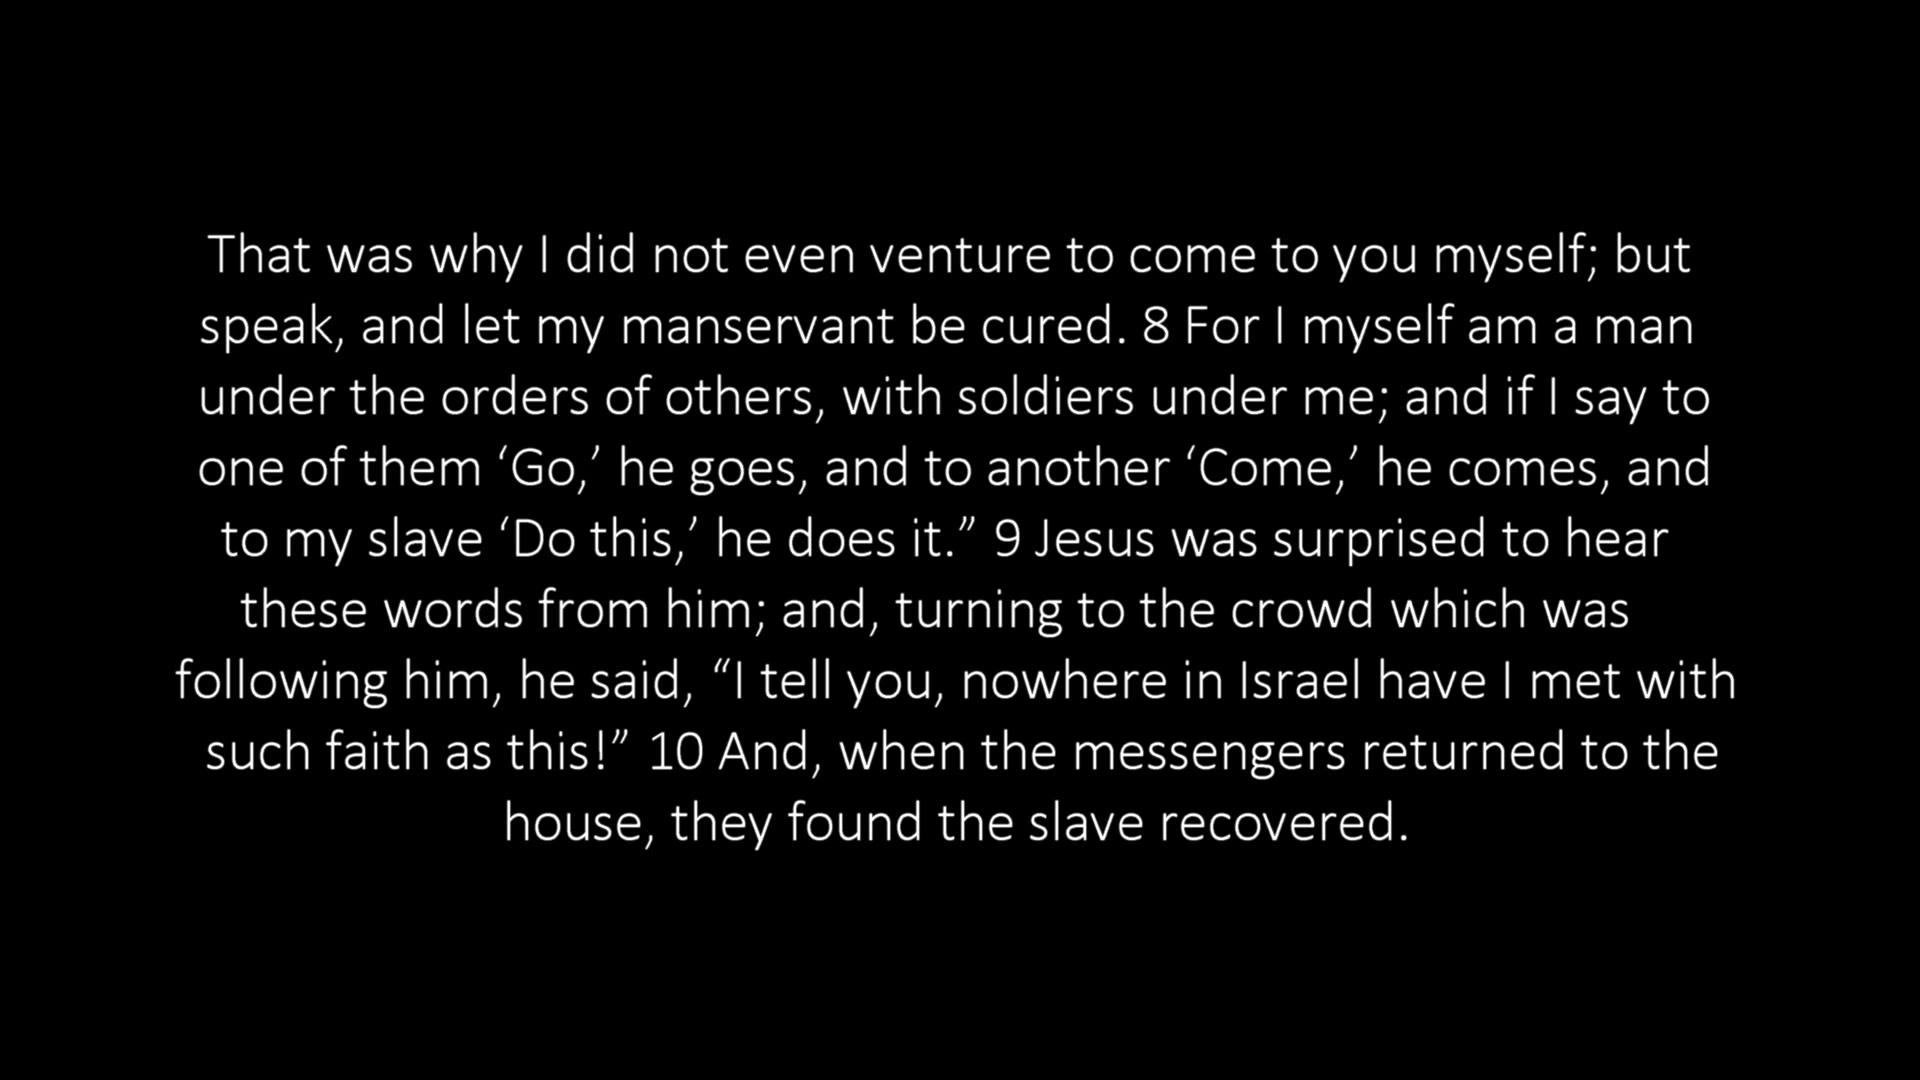 That was why I did not even venture to come to you myself; but
speak, and let my manservant be cured. 8 For I myself am a man
under the orders of others, with soldiers under me; and if I say to
one of them ‘Go,’ he goes, and to another ‘Come,’ he comes, and
to my slave ‘Do this,’ he does it.” 9 Jesus was surprised to hear
these words from him; and, turning to the crowd which was
following him, he said, “I tell you, nowhere in Israel have I met with
such faith as this!” 10 And, when the messengers returned to the
house, they found the slave recovered.